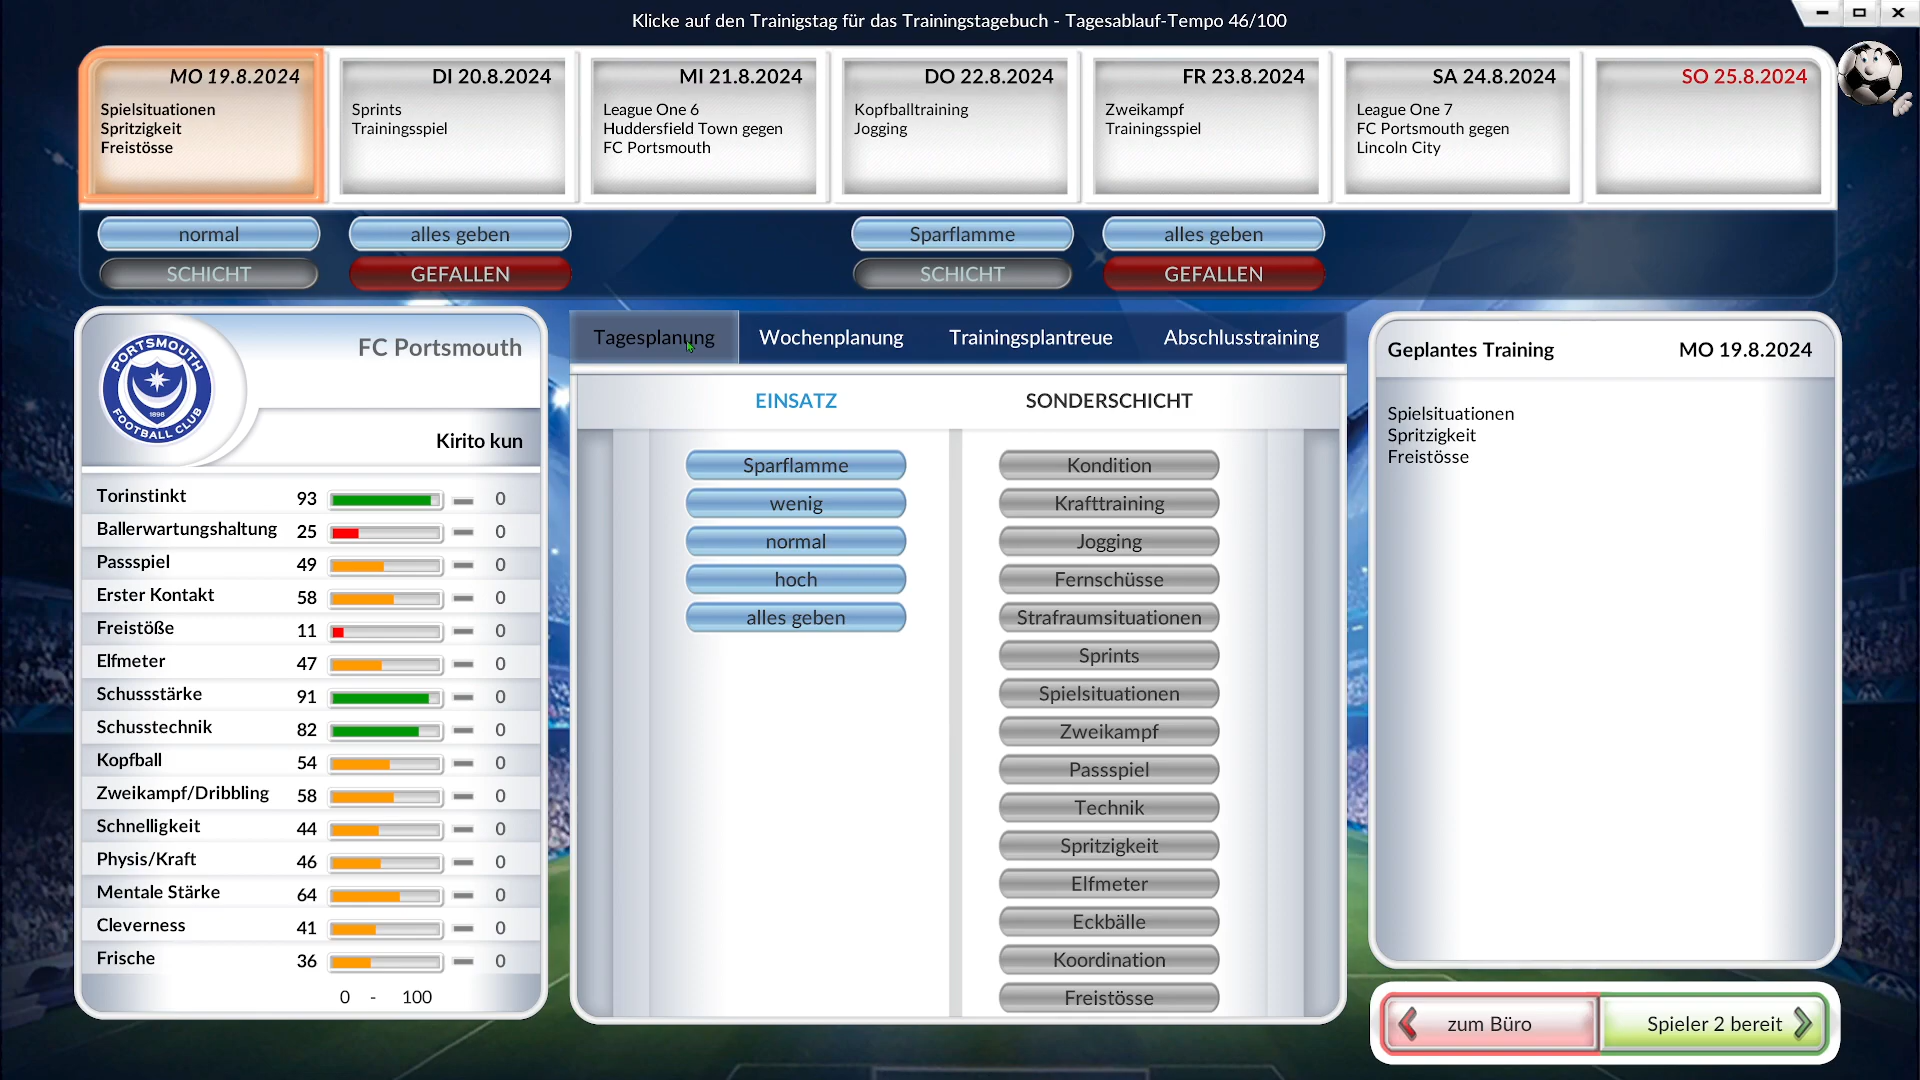 Klicke auf den Trainigstag für das Trainingstagebuch - Tagesablauf-Tempo 46/100
MO 19.8.2024
Spielsituationen
Spritzigkeit
Freistösse
DI 20.8.2024
Sprints
Trainingsspiel
MI 21.8.2024
League One 6
Huddersfield Town gegen
FC Portsmouth
DO 22.8.2024
Kopfballtraining
Jogging
FR 23.8.2024
Zweikampf
Trainingsspiel
SA 24.8.2024
League One 7
FC Portsmouth gegen
Lincoln City
SO 25.8.2024
normal
alles geben
Sparflamme
alles geben
SCHICHT
GEFALLEN
SCHICHT
GEFALLEN
PORTSMOUTH
1898
FOOTBALL CLUB
FC Portsmouth
Kirito kun
Torinstinkt 93 0
Ballerwartungshaltung 25 0
Passspiel 49 0
Erster Kontakt 58 0
Freistöße 11 0
Elfmeter 47 0
Schussstärke 91 0
Schusstechnik 82 0
Kopfball 54 0
Zweikampf/Dribbling 58 0
Schnelligkeit 44 0
Physis/Kraft 46 0
Mentale Stärke 64 0
Cleverness 41 0
Frische 36 0
0 - 100
Tagesplanung
Wochenplanung
Trainingsplantreue
Abschlusstraining
EINSATZ
Sparflamme
wenig
normal
hoch
alles geben
SONDERSCHICHT
Kondition
Krafttraining
Jogging
Fernschüsse
Strafraumsituationen
Sprints
Spielsituationen
Zweikampf
Passspiel
Technik
Spritzigkeit
Elfmeter
Eckbälle
Koordination
Freistösse
Geplantes Training MO 19.8.2024
Spielsituationen
Spritzigkeit
Freistösse
zum Büro
Spieler 2 bereit